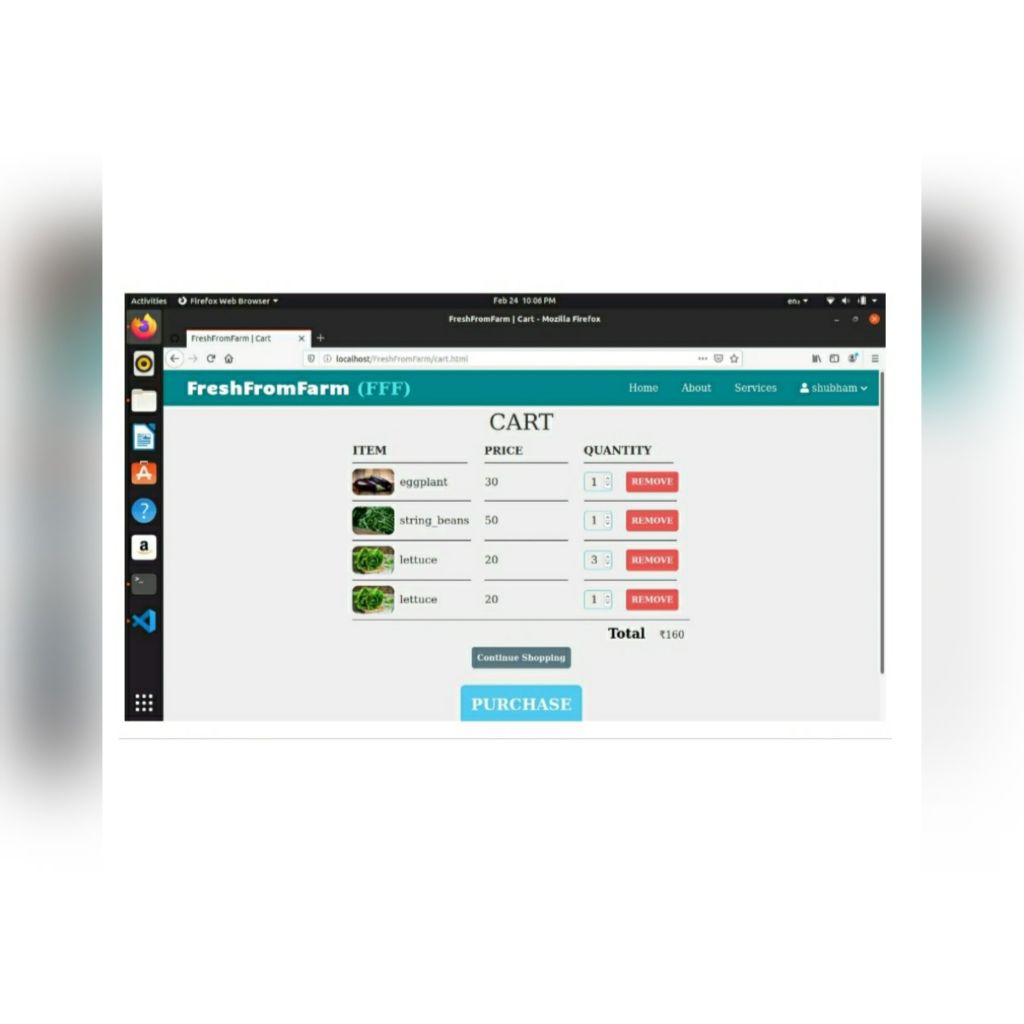 Activities Firefox Web Browser Feb 24 10:06 PM en₂
FreshFromFarm | Cart - Mozilla Firefox
FreshFromFarm | Cart
localhost/FreshFromFarm/cart.html
FreshFromFarm (FFF) Home About Services shubham
CART
ITEM PRICE QUANTITY
eggplant 30 1 REMOVE
string_beans 50 1 REMOVE
lettuce 20 3 REMOVE
lettuce 20 1 REMOVE
Total ₹160
Continue Shopping
PURCHASE